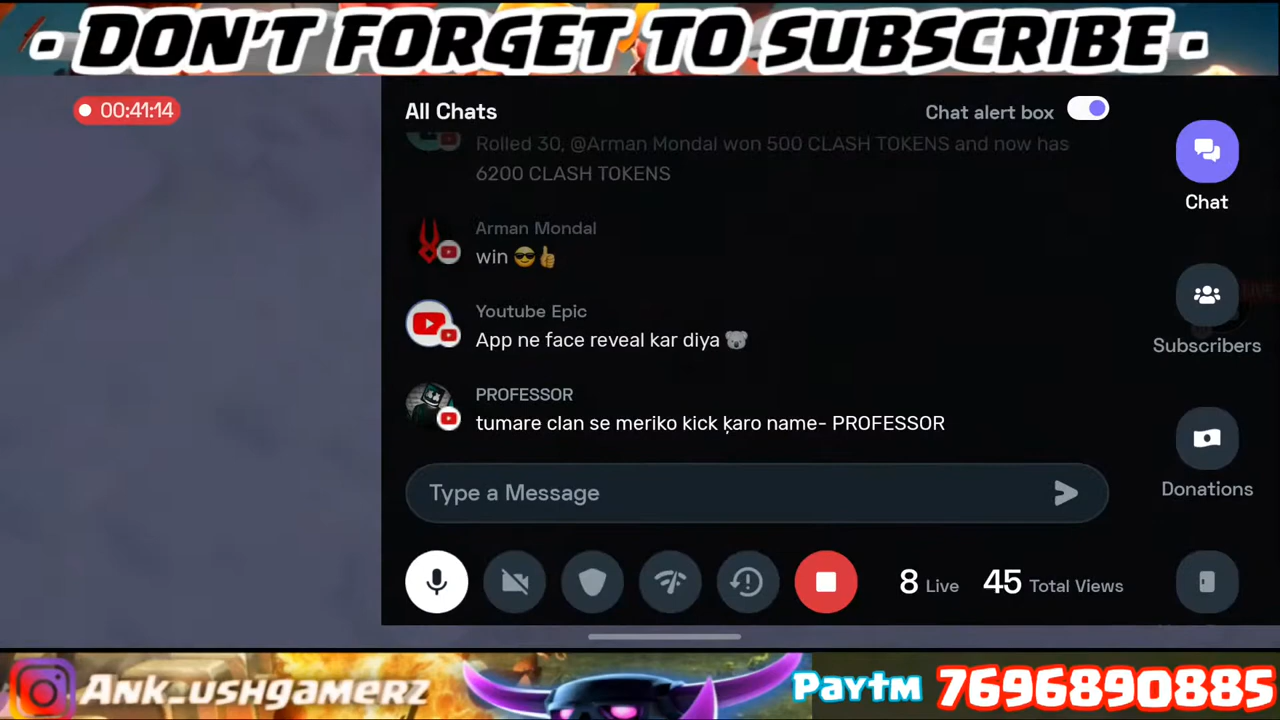 - DON'T FORGET TO SUBSCRIBE -
00:41:14
All Chats
Chat alert box
Rolled 30, @Arman Mondal won 500 CLASH TOKENS and now has
6200 CLASH TOKENS
Chat
Arman Mondal
win 😎👍
Youtube Epic
App ne face reveal kar diya 🐨
Subscribers
PROFESSOR
tumare clan se meriko kick karo name- PROFESSOR
Type a Message
Donations
8 Live
45 Total Views
Ank_ushgamerz
Paytm 7696890885